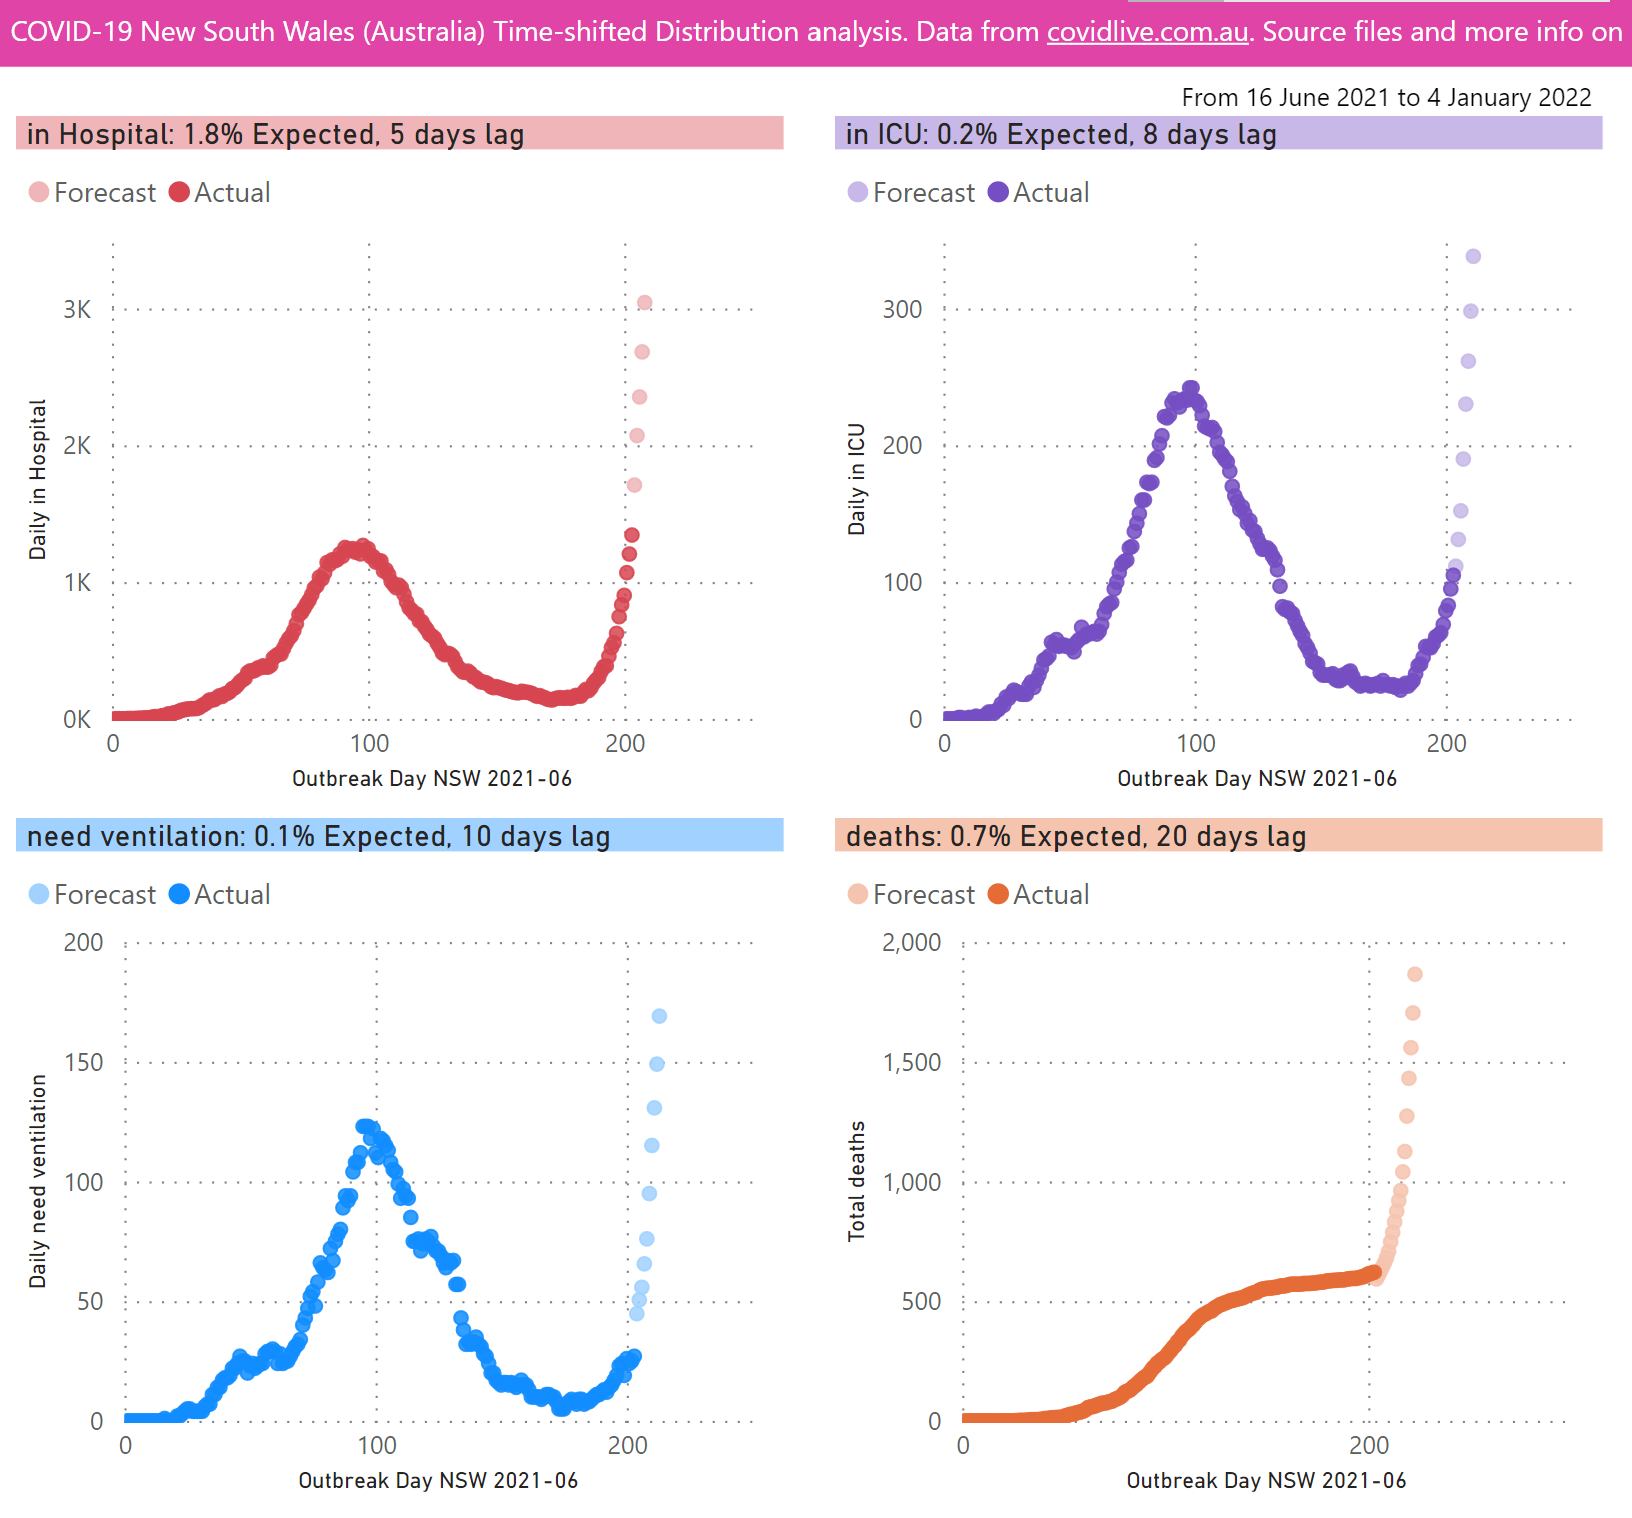 COVID-19 New South Wales (Australia) Time-shifted Distribution analysis. Data from covidlive.com.au. Source files and more info on
From 16 June 2021 to 4 January 2022
in Hospital: 1.8% Expected, 5 days lag
Forecast Actual
3K
2K
1K
0K
Daily in Hospital
0 100 200
Outbreak Day NSW 2021-06
in ICU: 0.2% Expected, 8 days lag
Forecast Actual
300
200
100
0
Daily in ICU
0 100 200
Outbreak Day NSW 2021-06
need ventilation: 0.1% Expected, 10 days lag
Forecast Actual
200
150
100
50
0
Daily need ventilation
0 100 200
Outbreak Day NSW 2021-06
deaths: 0.7% Expected, 20 days lag
Forecast Actual
2,000
1,500
1,000
500
0
Total deaths
0 200
Outbreak Day NSW 2021-06